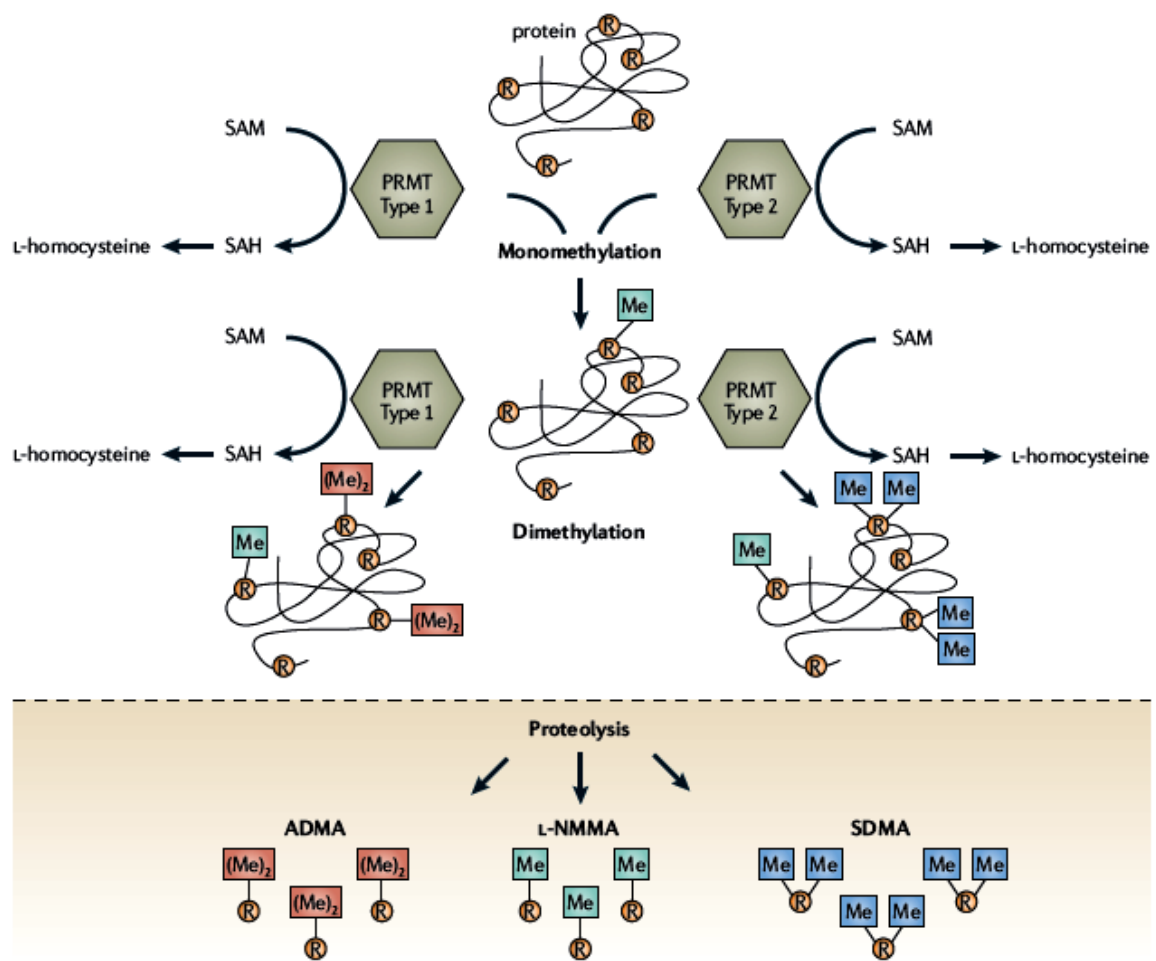 protein
R
R
R
R
R
SAM
SAM
PRMT
Type 1
PRMT
Type 2
L-homocysteine
SAH
Monomethylation
SAH
L-homocysteine
Me
SAM
SAM
R
R
PRMT
Type 1
PRMT
Type 2
R
R
L-homocysteine
SAH
SAH
L-homocysteine
R
(Me)₂
Me
Me
R
Dimethylation
R
Me
R
Me
R
R
R
R
(Me)₂
R
Me
Me
R
R
Proteolysis
ADMA
L-NMMA
SDMA
(Me)₂
(Me)₂
Me
Me
Me
Me
Me
Me
(Me)₂
Me
Me
Me
R
R
R
R
R
R
R
R
R